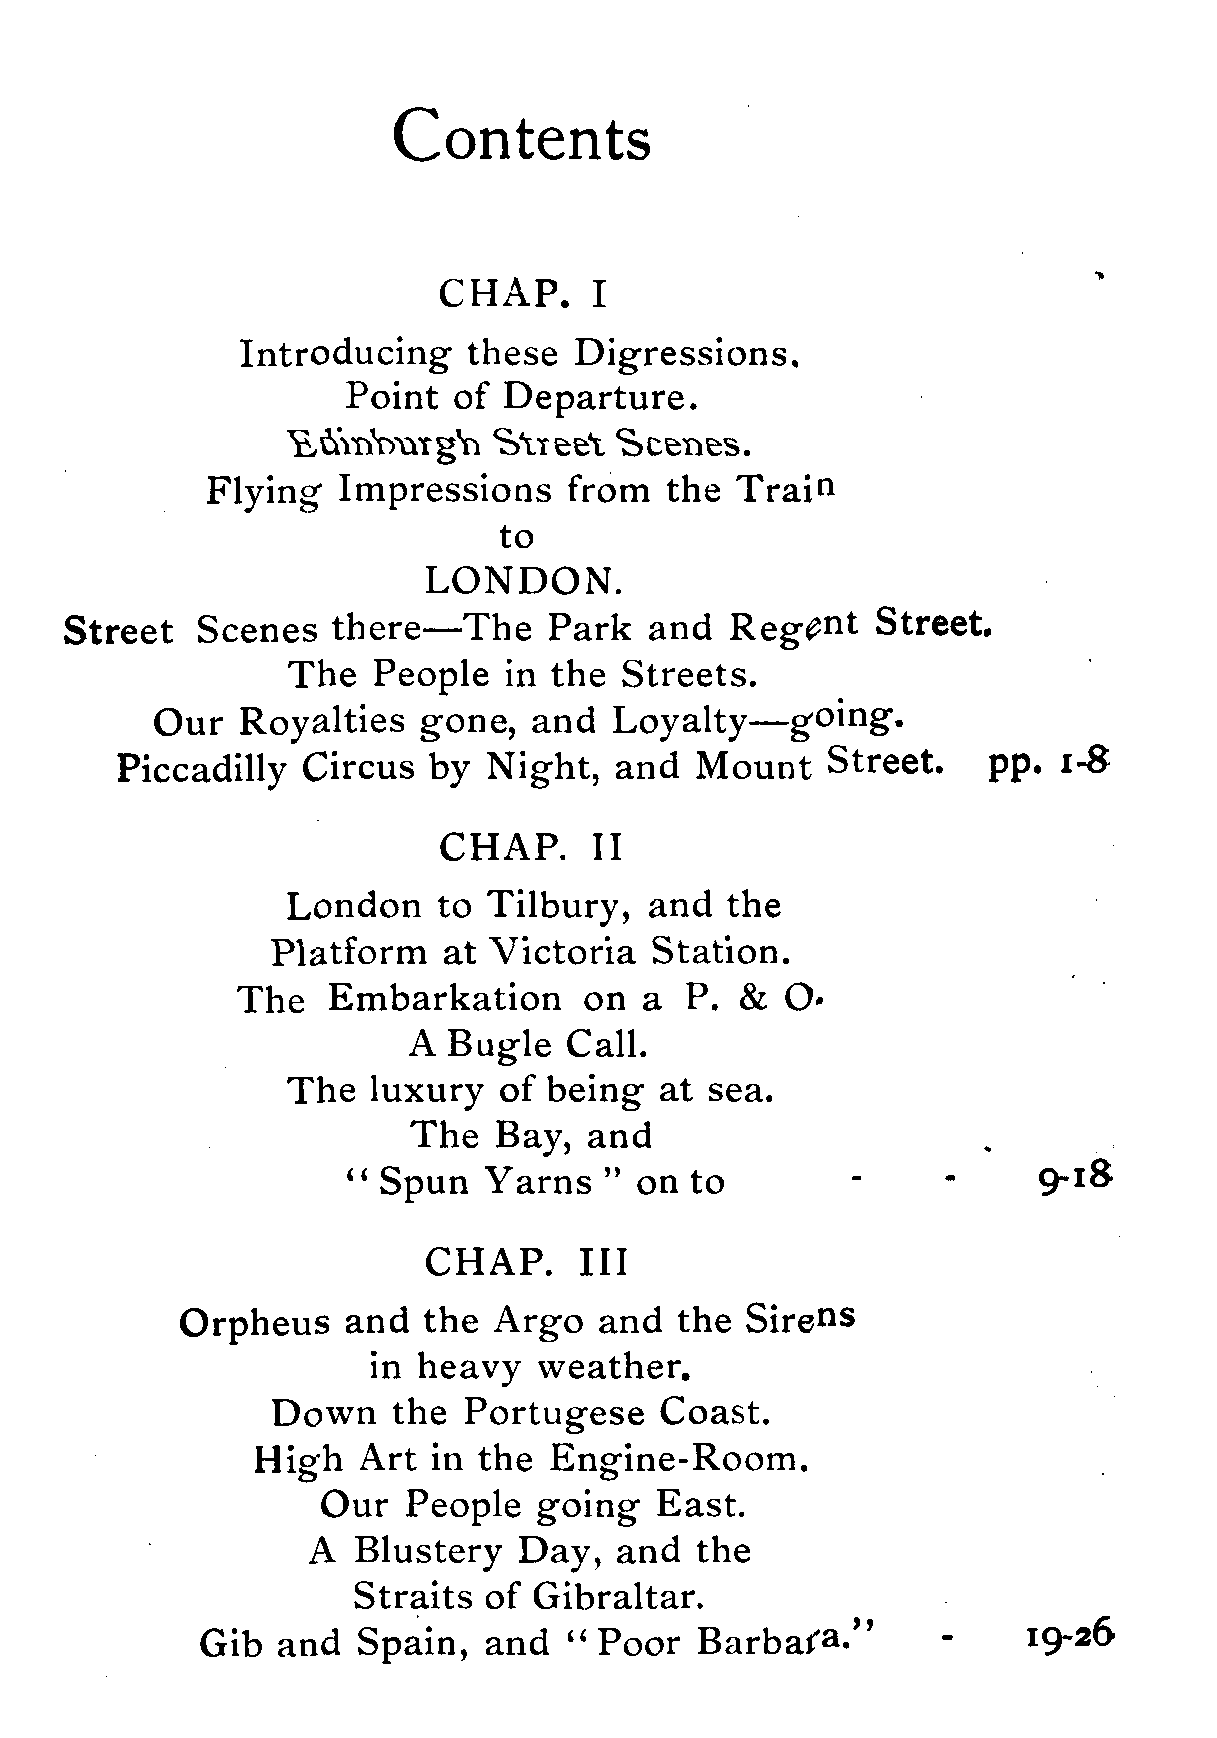 Contents
CHAP. I
Introducing these Digressions.
Point of Departure.
Edinburgh Street Scenes.
Flying Impressions from the Train
to
LONDON.
Street Scenes there—The Park and Regent Street.
The People in the Streets.
Our Royalties gone, and Loyalty—going.
Piccadilly Circus by Night, and Mount Street. pp. 1-8
CHAP. II
London to Tilbury, and the
Platform at Victoria Station.
The Embarkation on a P. & O.
A Bugle Call.
The luxury of being at sea.
The Bay, and
“ Spun Yarns ” on to - - 9-18
CHAP. III
Orpheus and the Argo and the Sirens
in heavy weather.
Down the Portugese Coast.
High Art in the Engine-Room.
Our People going East.
A Blustery Day, and the
Straits of Gibraltar.
Gib and Spain, and “ Poor Barbara.” - 19-26